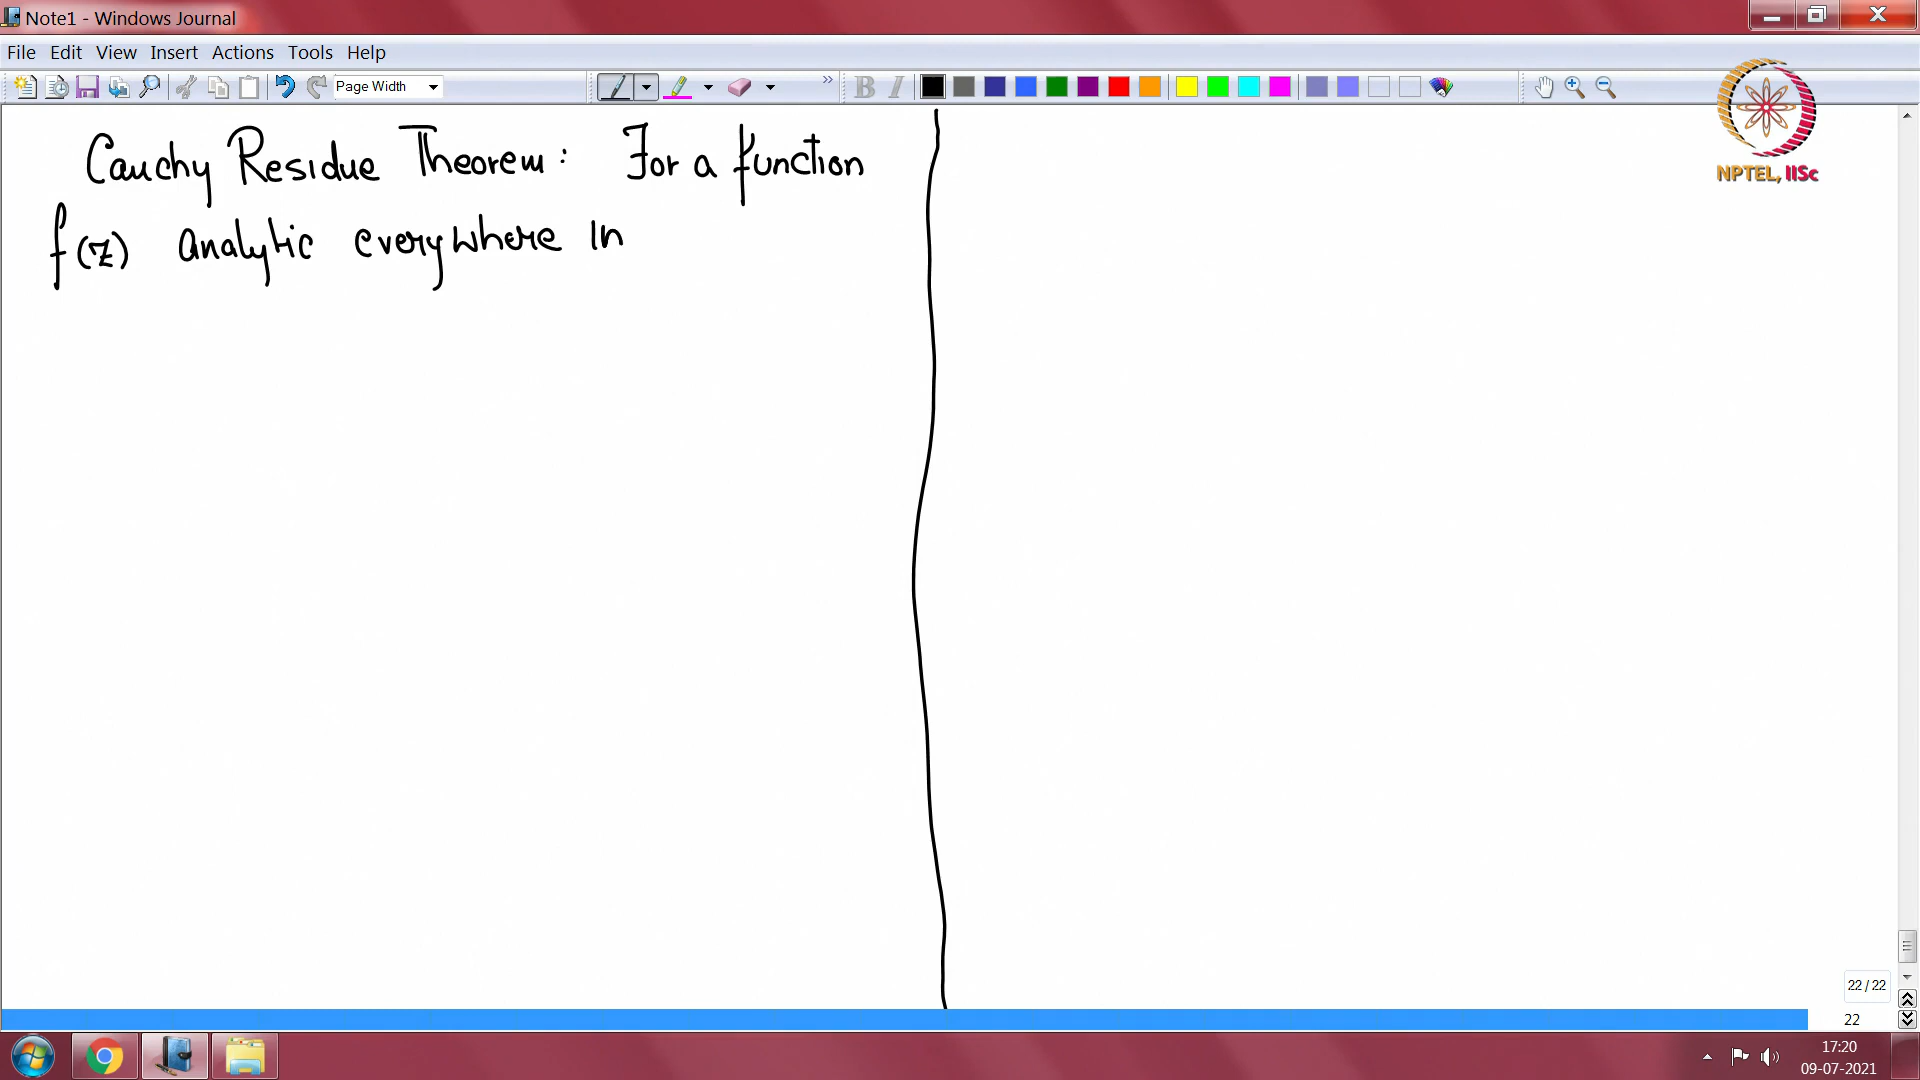 Note1 - Windows Journal
File Edit View Insert Actions Tools Help
Page Width
B I
NPTEL, IISc
Cauchy Residue Theorem: For a function
f(z) analytic everywhere in
22 / 22
22
17:20
09-07-2021